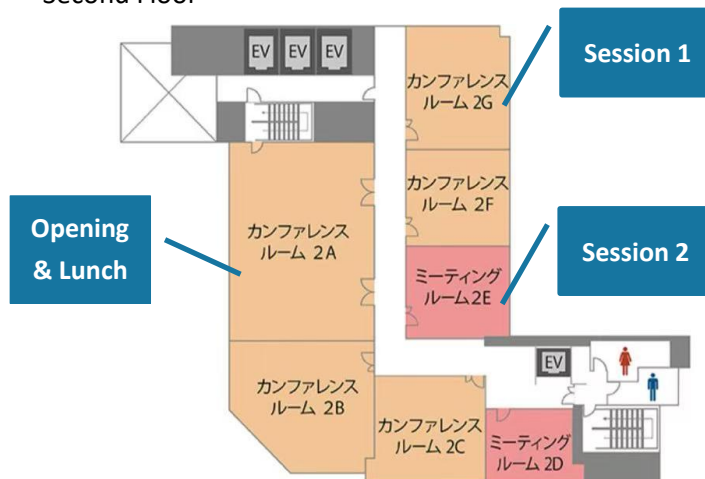 Second Floor
EV EV EV
Session 1
カンファレンス
ルーム 2G
カンファレンス
ルーム 2F
Opening
& Lunch
カンファレンス
ルーム 2A
Session 2
ミーティング
ルーム2E
EV
カンファレンス
ルーム 2B
カンファレンス
ルーム 2C
ミーティング
ルーム 2D